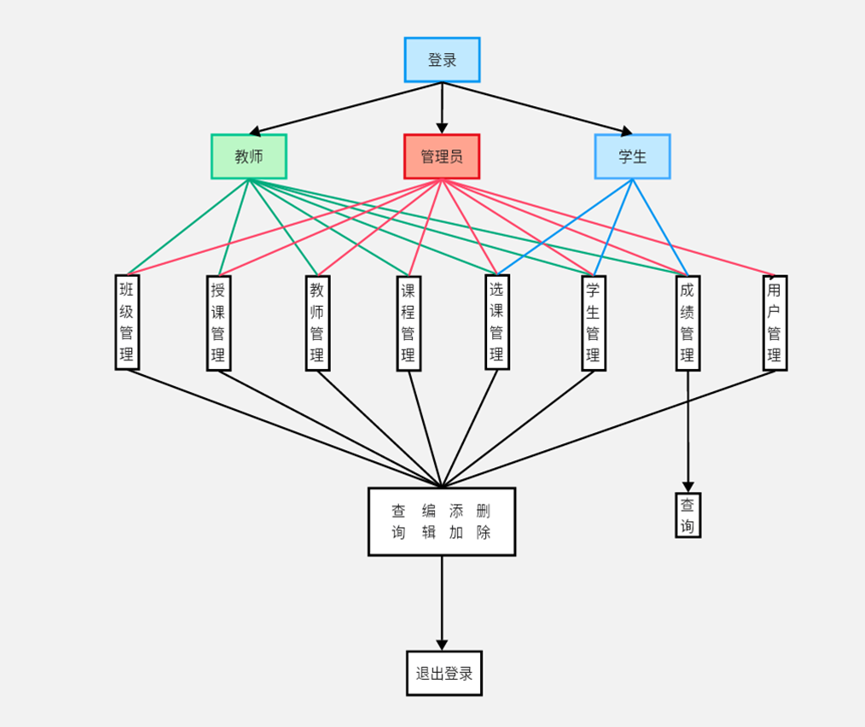 登录
教师
管理员
学生
班级管理
授课管理
教师管理
课程管理
选课管理
学生管理
成绩管理
用户管理
查询
编辑
添加
删除
查询
退出登录